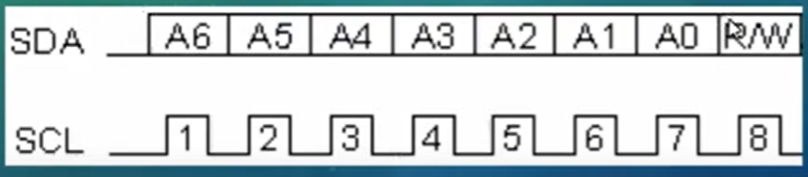 SDA A6 A5 A4 A3 A2 A1 A0 R/W
SCL 1 2 3 4 5 6 7 8